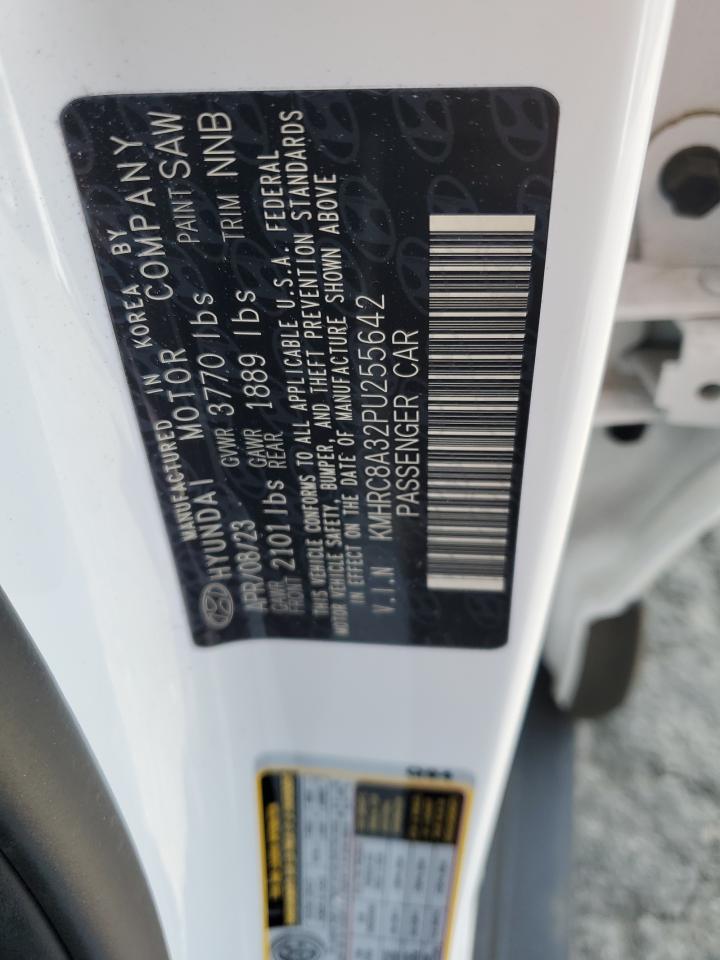 MANUFACTURED IN KOREA BY
HYUNDAI MOTOR COMPANY
APR/08/23 GVWR 3770 lbs PAINT SAW
GAWR FRONT 2101 lbs GAWR REAR 1889 lbs TRIM NNB
THIS VEHICLE CONFORMS TO ALL APPLICABLE U.S.A. FEDERAL
MOTOR VEHICLE SAFETY, BUMPER, AND THEFT PREVENTION STANDARDS
IN EFFECT ON THE DATE OF MANUFACTURE SHOWN ABOVE
V.I.N KMHRC8A32PU255642
PASSENGER CAR